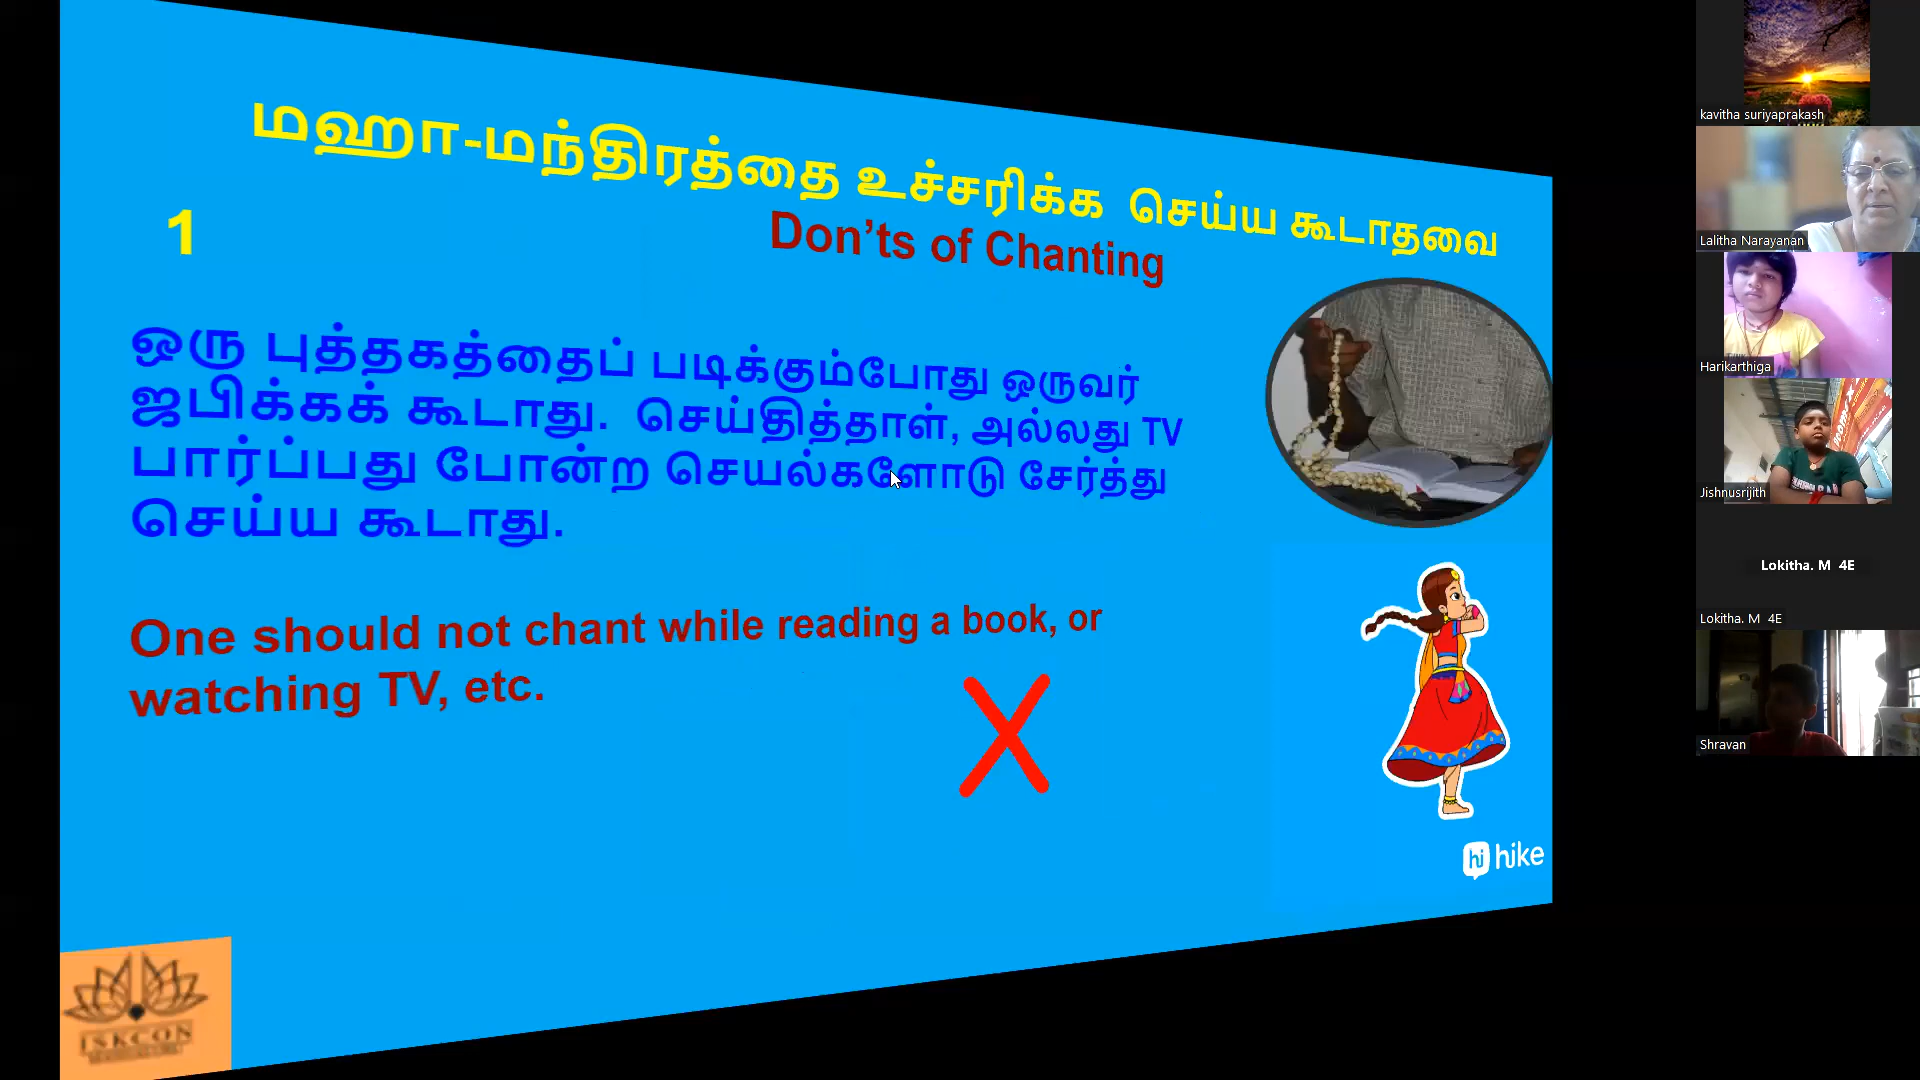 மஹா-மந்திரத்தை உச்சரிக்க செய்ய கூடாதவை
1
Don'ts of Chanting
ஒரு புத்தகத்தைப் படிக்கும்போது ஒருவர்
ஜபிக்கக் கூடாது. செய்தித்தாள், அல்லது TV
பார்ப்பது போன்ற செயல்களோடு சேர்த்து
செய்ய கூடாது.
One should not chant while reading a book, or
watching TV, etc.
X
hi hike
ISKCON
kavitha suriyaprakash
Lalitha Narayanan
Harikarthiga
Jishnusrijith
Lokitha. M 4E
Lokitha. M 4E
Shravan